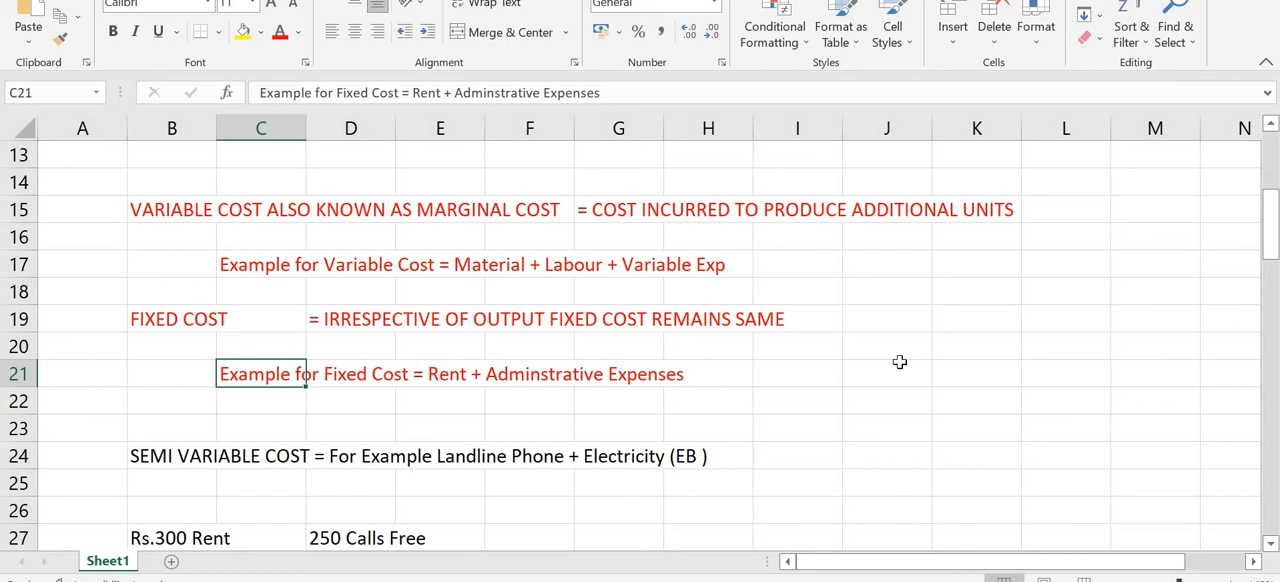 Calibri 11 A A Wrap Text General
Paste B I U A Merge & Center % , Conditional Formatting Format as Table Cell Styles Insert Delete Format Sort & Filter Find & Select
Clipboard Font Alignment Number Styles Cells Editing
C21 fx Example for Fixed Cost = Rent + Adminstrative Expenses
A B C D E F G H I J K L M N
13
14
15 VARIABLE COST ALSO KNOWN AS MARGINAL COST = COST INCURRED TO PRODUCE ADDITIONAL UNITS
16
17 Example for Variable Cost = Material + Labour + Variable Exp
18
19 FIXED COST = IRRESPECTIVE OF OUTPUT FIXED COST REMAINS SAME
20
21 Example for Fixed Cost = Rent + Adminstrative Expenses
22
23
24 SEMI VARIABLE COST = For Example Landline Phone + Electricity (EB )
25
26
27 Rs.300 Rent 250 Calls Free
Sheet1